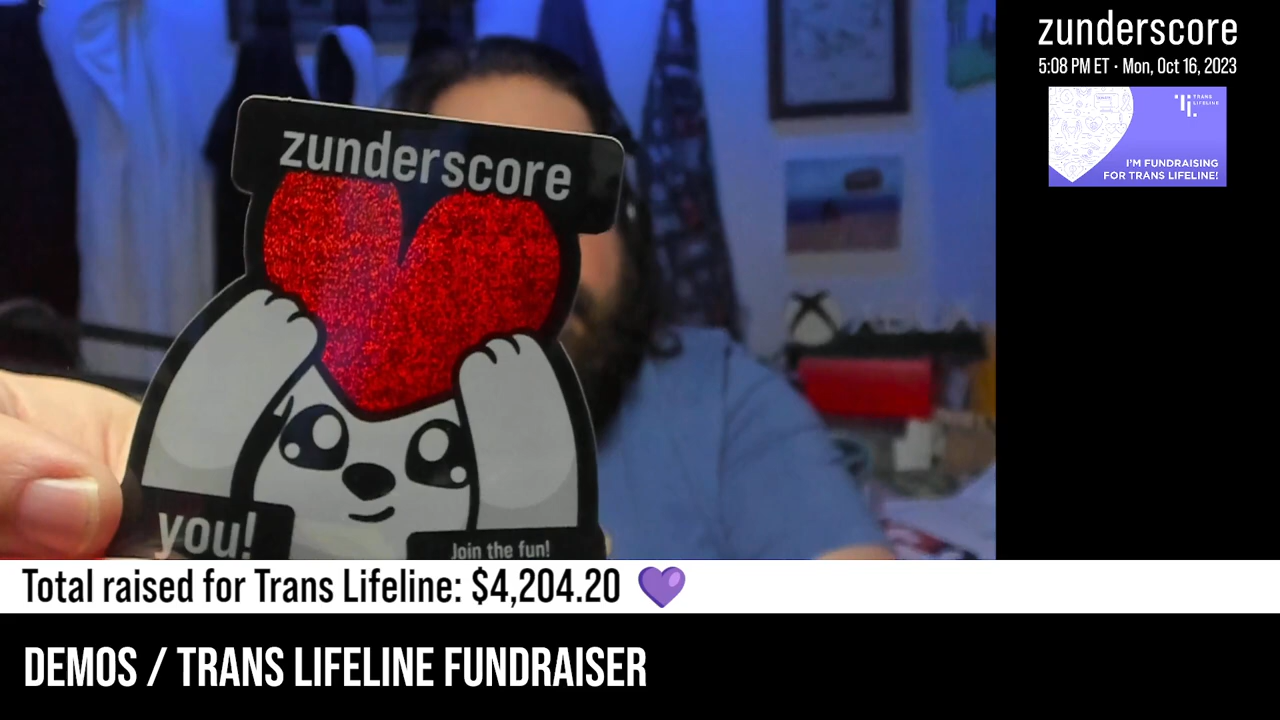 zunderscore
5:08 PM ET · Mon, Oct 16, 2023
TRANS
LIFELINE
I'M FUNDRAISING
FOR TRANS LIFELINE!
zunderscore
you!
Join the fun!
Total raised for Trans Lifeline: $4,204.20 💜
DEMOS / TRANS LIFELINE FUNDRAISER